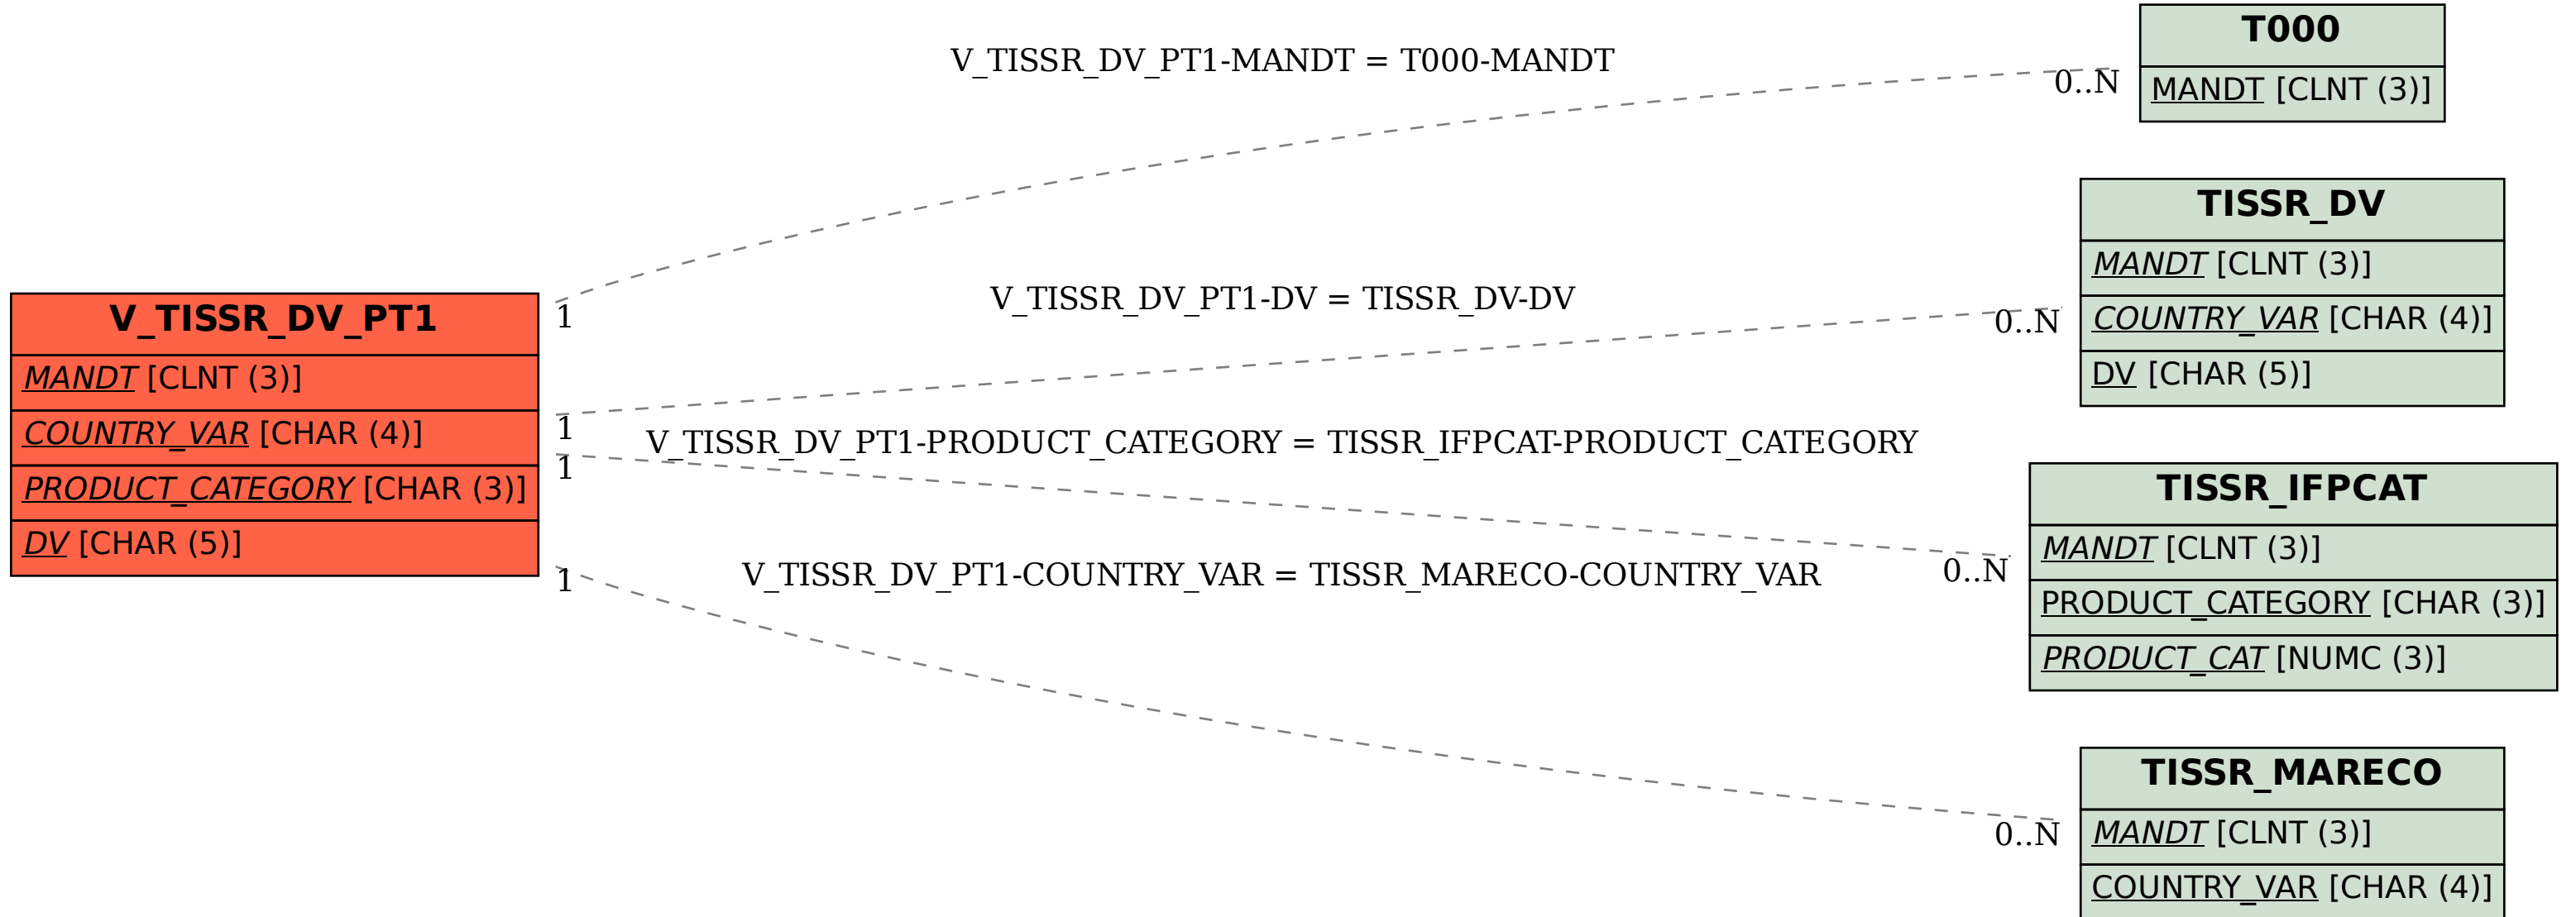 V_TISSR_DV_PT1
MANDT [CLNT (3)]
COUNTRY_VAR [CHAR (4)]
PRODUCT_CATEGORY [CHAR (3)]
DV [CHAR (5)]
V_TISSR_DV_PT1-MANDT = T000-MANDT
1
0..N
V_TISSR_DV_PT1-DV = TISSR_DV-DV
1
0..N
V_TISSR_DV_PT1-PRODUCT_CATEGORY = TISSR_IFPCAT-PRODUCT_CATEGORY
1
0..N
V_TISSR_DV_PT1-COUNTRY_VAR = TISSR_MARECO-COUNTRY_VAR
1
0..N
T000
MANDT [CLNT (3)]
TISSR_DV
MANDT [CLNT (3)]
COUNTRY_VAR [CHAR (4)]
DV [CHAR (5)]
TISSR_IFPCAT
MANDT [CLNT (3)]
PRODUCT_CATEGORY [CHAR (3)]
PRODUCT_CAT [NUMC (3)]
TISSR_MARECO
MANDT [CLNT (3)]
COUNTRY_VAR [CHAR (4)]